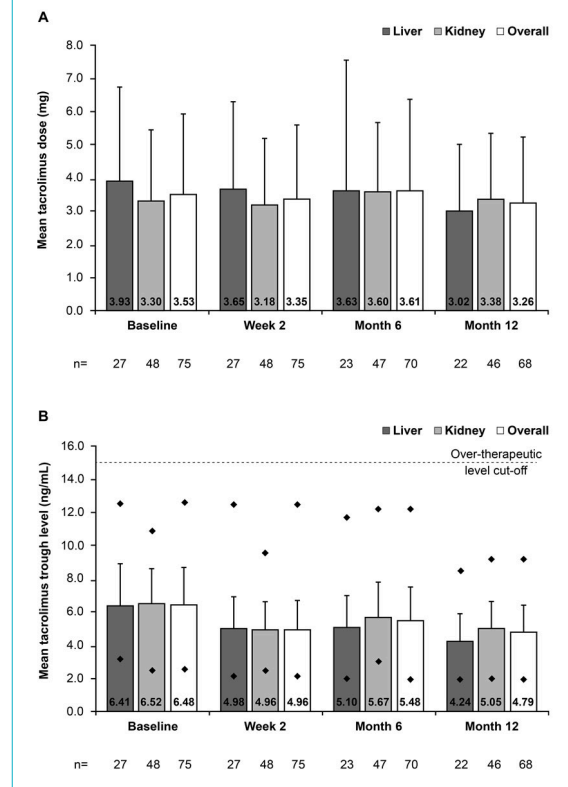 A
Liver Kidney Overall
Mean tacrolimus dose (mg)
8.0
7.0
6.0
5.0
4.0
3.0
2.0
1.0
0.0
3.93 3.30 3.53 3.65 3.18 3.35 3.63 3.60 3.61 3.02 3.38 3.26
Baseline Week 2 Month 6 Month 12
n= 27 48 75 27 48 75 23 47 70 22 46 68
B
Liver Kidney Overall
Mean tacrolimus trough level (ng/mL)
16.0
Over-therapeutic
level cut-off
14.0
12.0
10.0
8.0
6.0
4.0
2.0
0.0
6.41 6.52 6.48 4.98 4.96 4.96 5.10 5.67 5.48 4.24 5.05 4.79
Baseline Week 2 Month 6 Month 12
n= 27 48 75 27 48 75 23 47 70 22 46 68